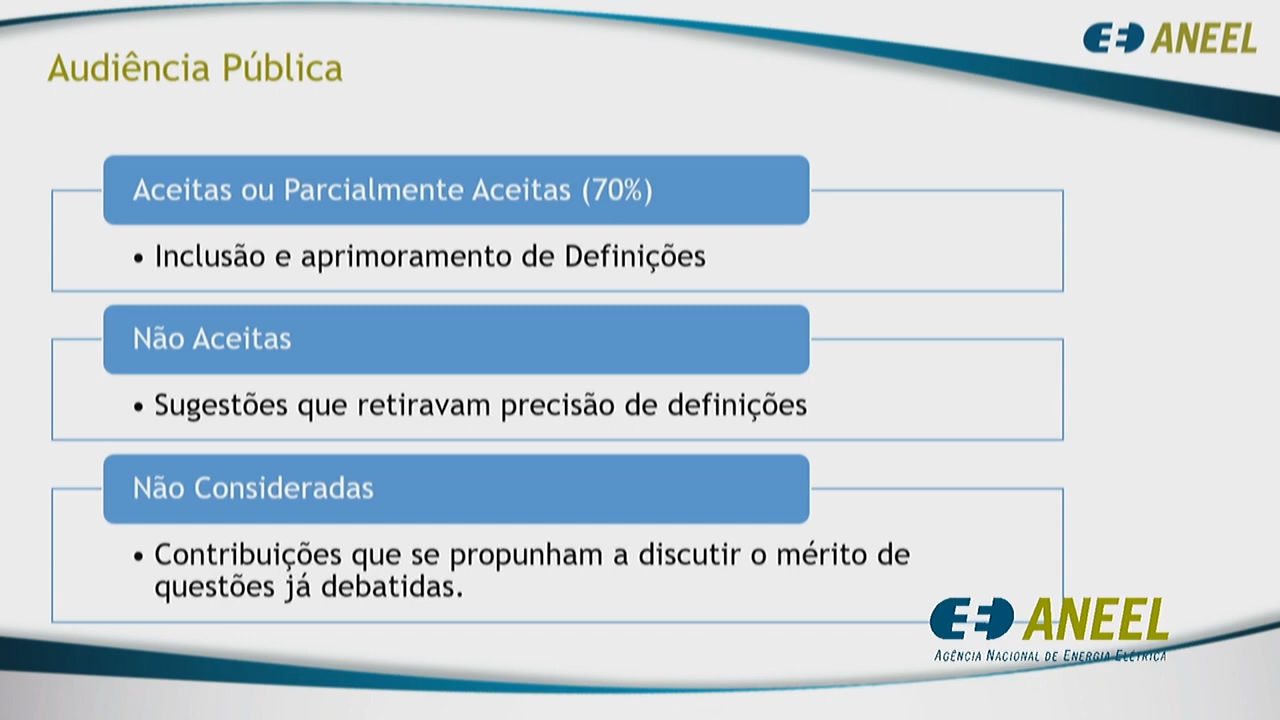 ANEEL
Audiência Pública
Aceitas ou Parcialmente Aceitas (70%)
• Inclusão e aprimoramento de Definições
Não Aceitas
• Sugestões que retiravam precisão de definições
Não Consideradas
• Contribuições que se propunham a discutir o mérito de
questões já debatidas.
ANEEL
AGÊNCIA NACIONAL DE ENERGIA ELÉTRICA